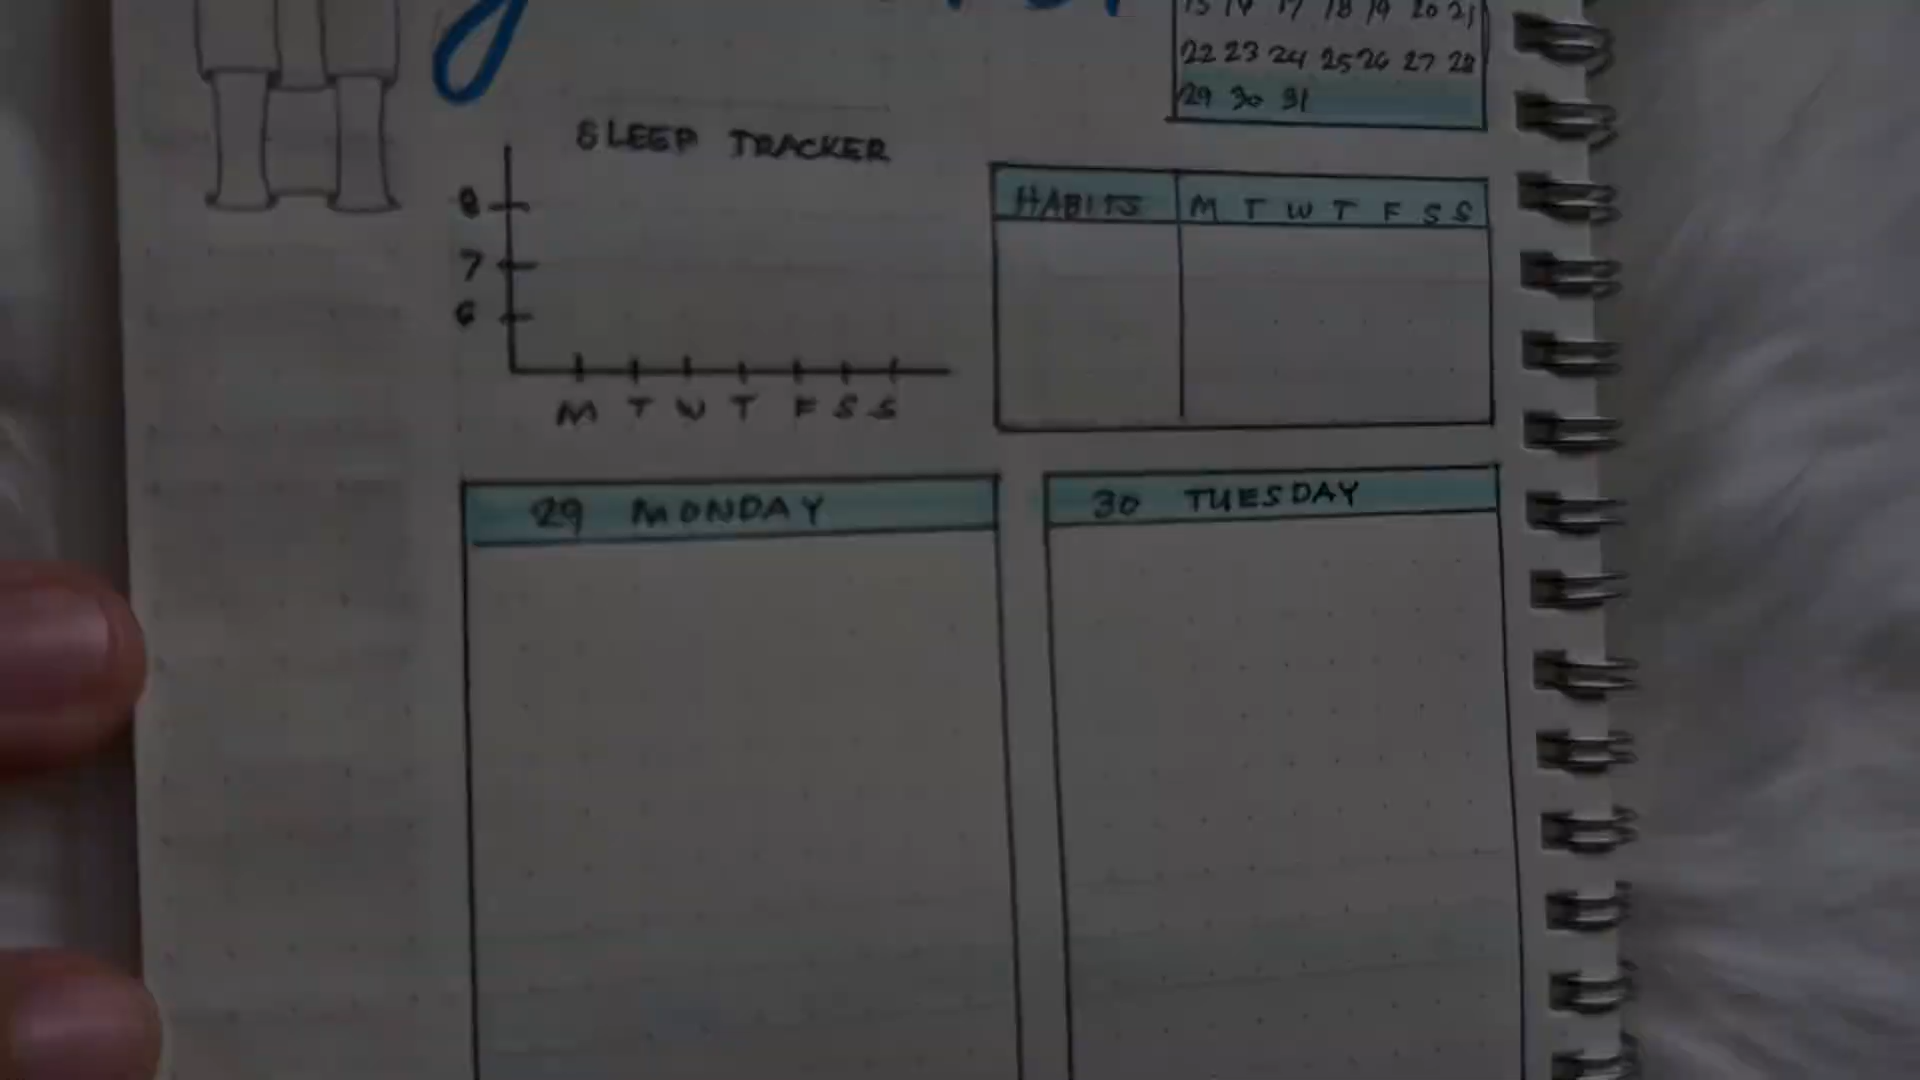 15 16 17 18 19 20 21
22 23 24 25 26 27 28
29 30 31
SLEEP TRACKER
8
7
6
M T W T F S S
HABITS M T W T F S S
29 MONDAY
30 TUESDAY